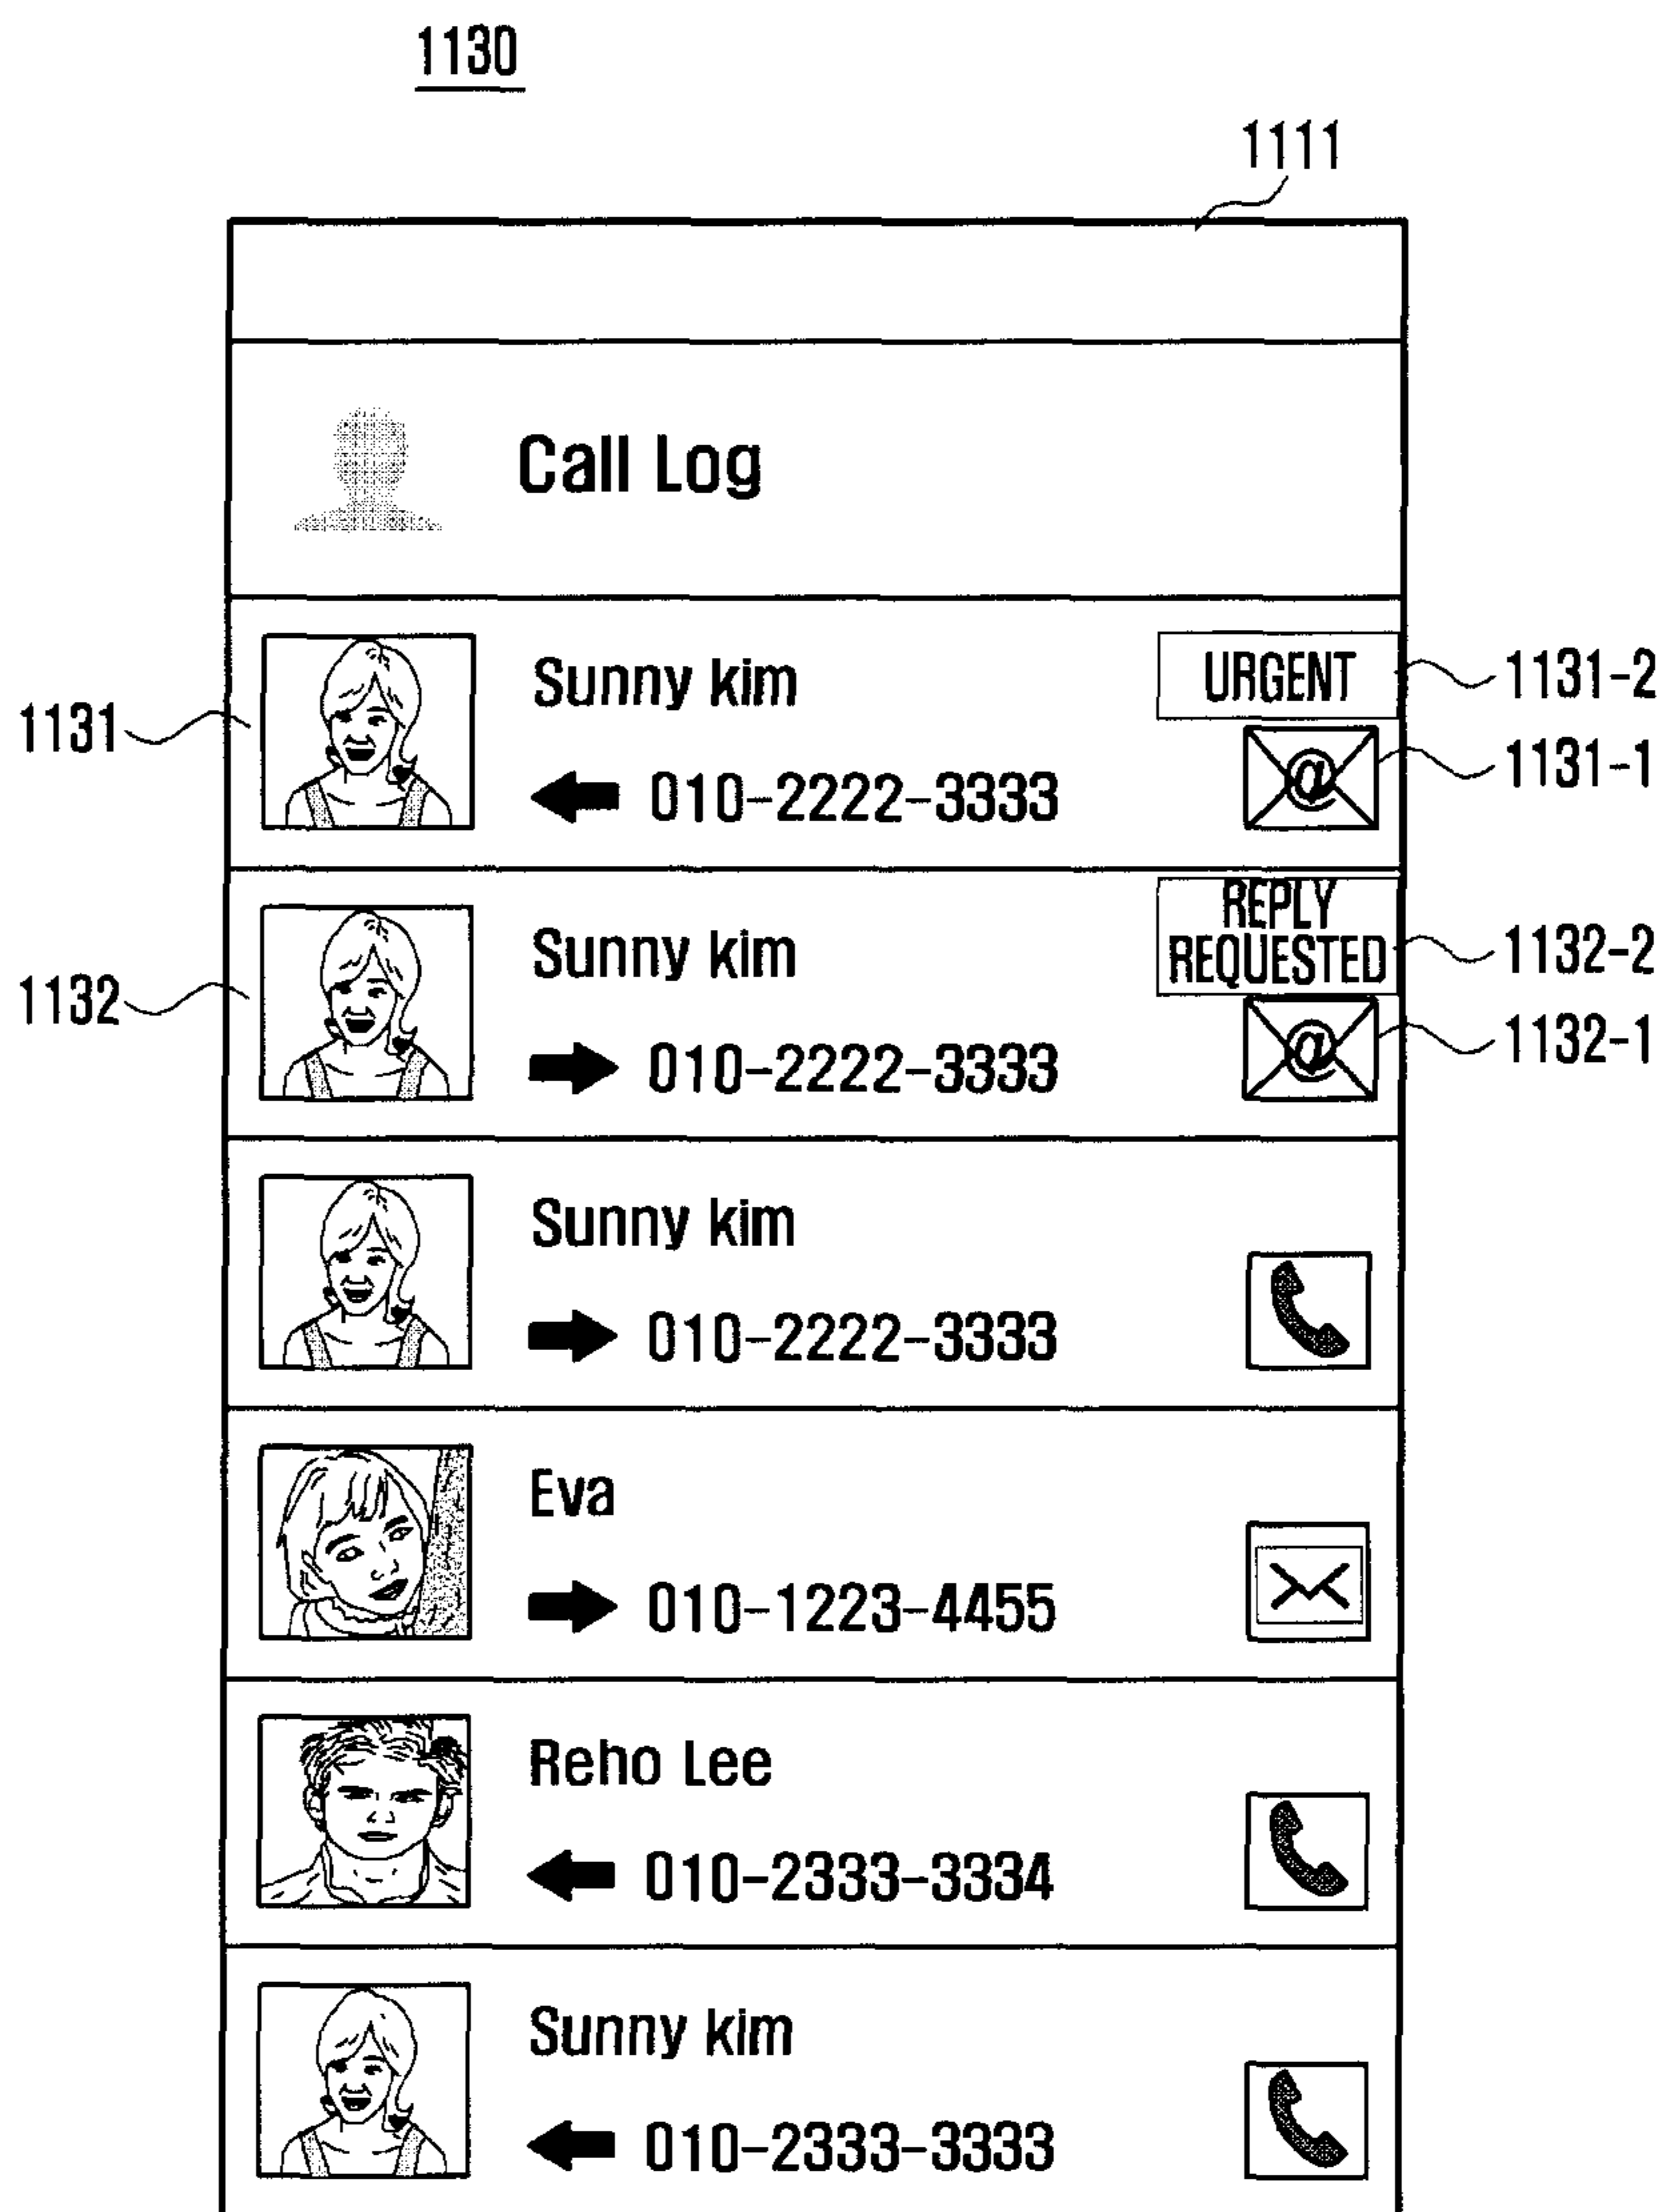 1130
1111
Call Log
1131
Sunny kim
URGENT
1131-2
010-2222-3333
@
1131-1
1132
Sunny kim
REPLY
REQUESTED
1132-2
010-2222-3333
@
1132-1
Sunny kim
010-2222-3333
Eva
010-1223-4455
Reho Lee
010-2333-3334
Sunny kim
010-2333-3333